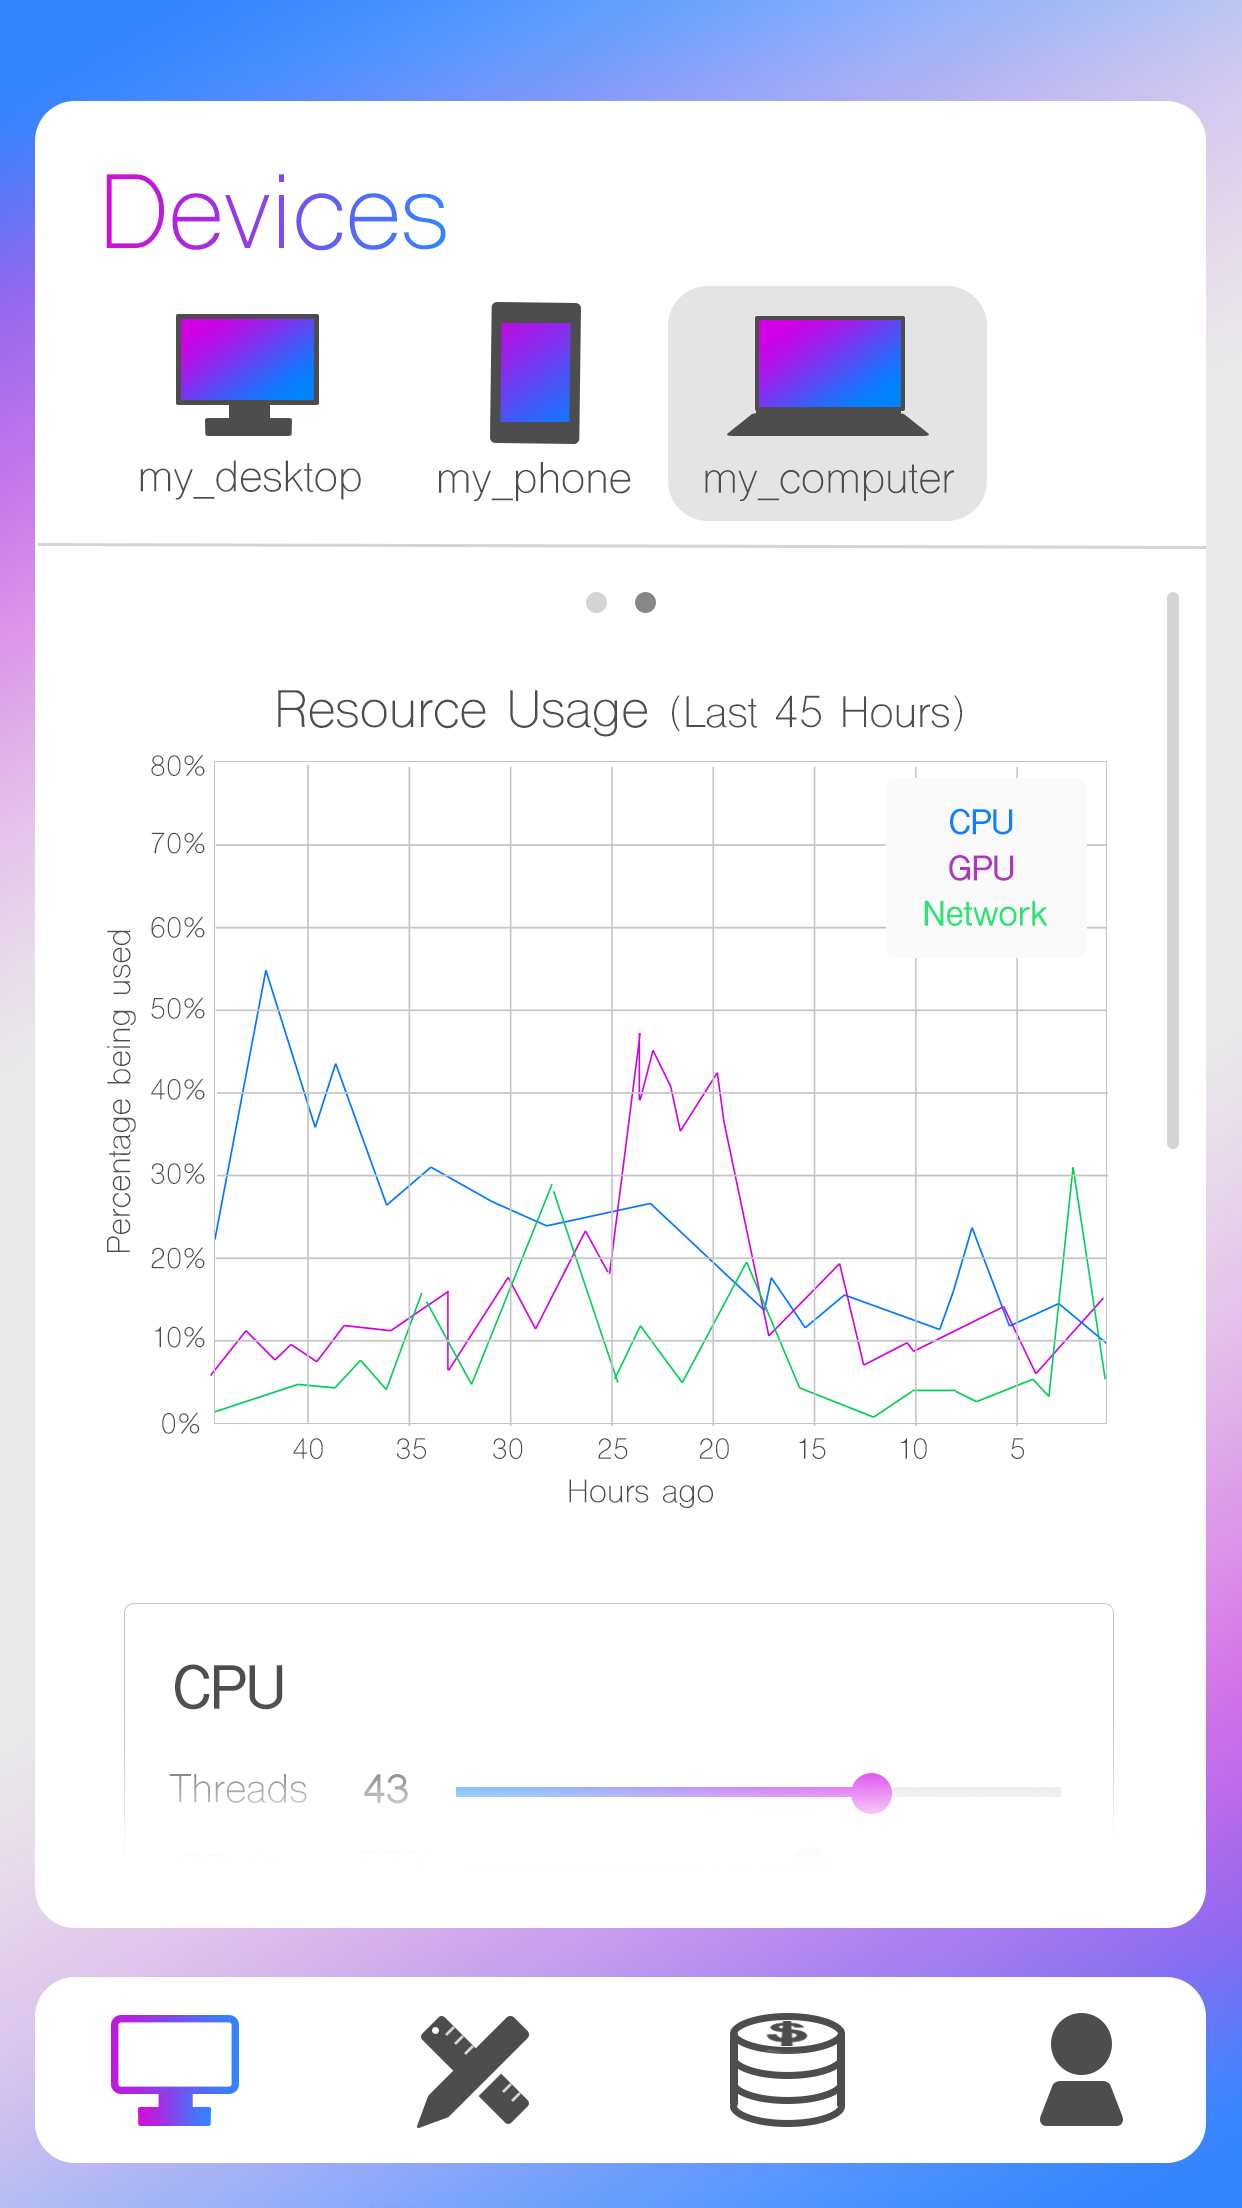 Devices
my_desktop my_phone my_computer
Resource Usage (Last 45 Hours)
80%
70%
60%
50%
40%
30%
20%
10%
0%
Percentage being used
CPU
GPU
Network
40 35 30 25 20 15 10 5
Hours ago
CPU
Threads 43
$